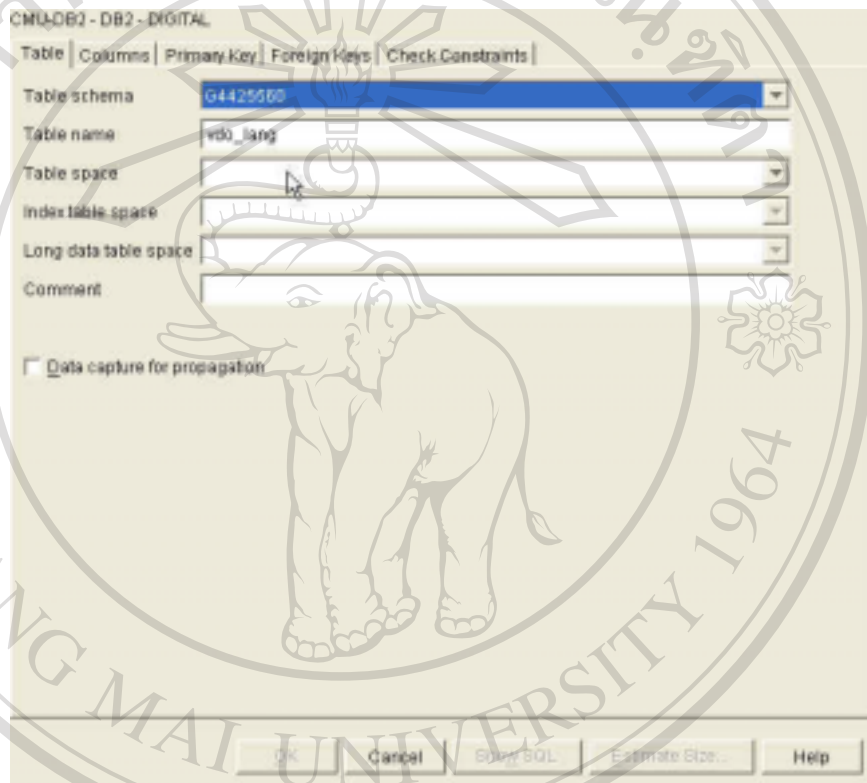 CMU-DB2 - DB2 - DIGITAL
Table Columns Primary Key Foreign Keys Check Constraints
Table schema G4425560
Table name vdo_lang
Table space
Index table space
Long data table space
Comment
Data capture for propagation
1964
NG MAI UNIVERSITY
OK Cancel Show SQL Estimate Size... Help